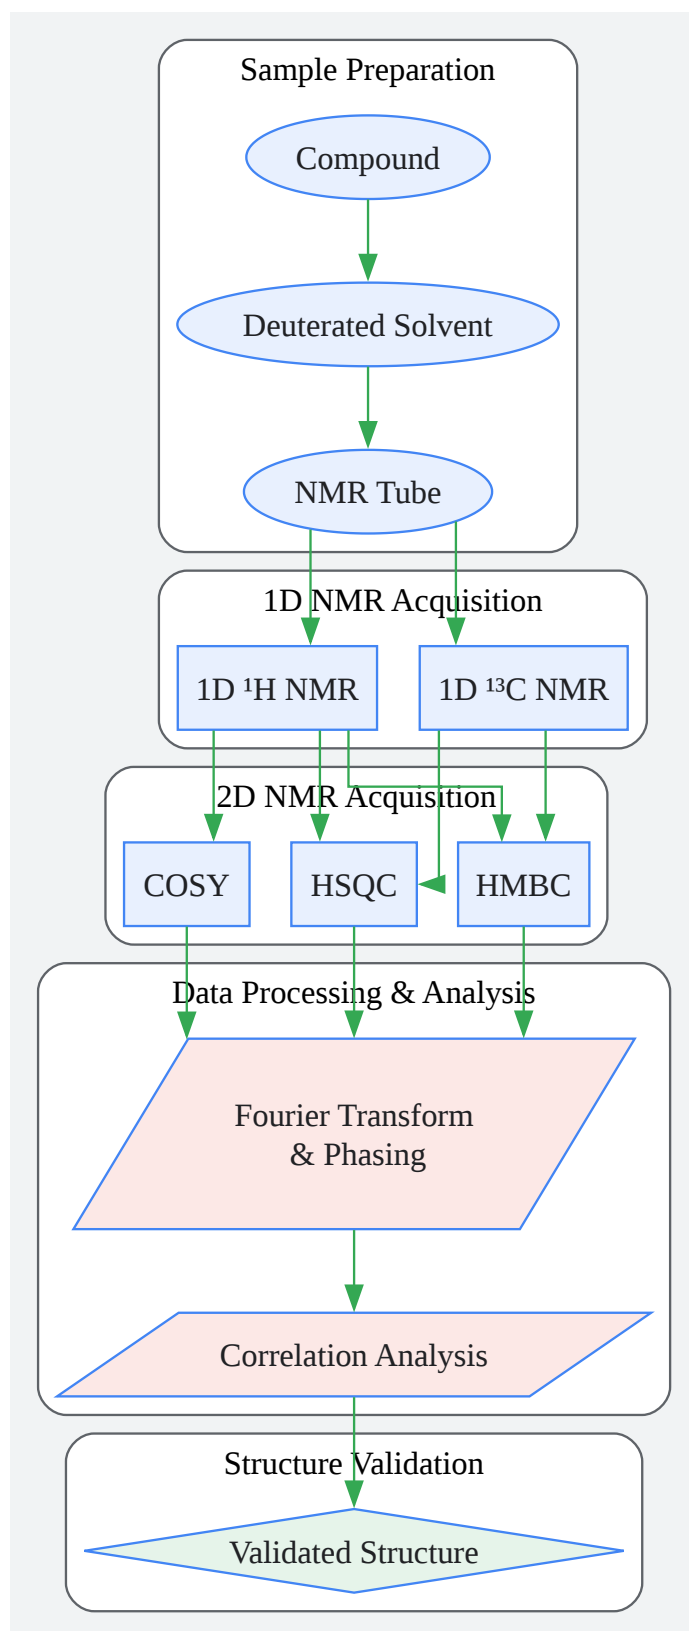 Sample Preparation
Compound
Deuterated Solvent
NMR Tube
1D NMR Acquisition
1D ¹H NMR
1D ¹³C NMR
2D NMR Acquisition
COSY
HSQC
HMBC
Data Processing & Analysis
Fourier Transform
& Phasing
Correlation Analysis
Structure Validation
Validated Structure